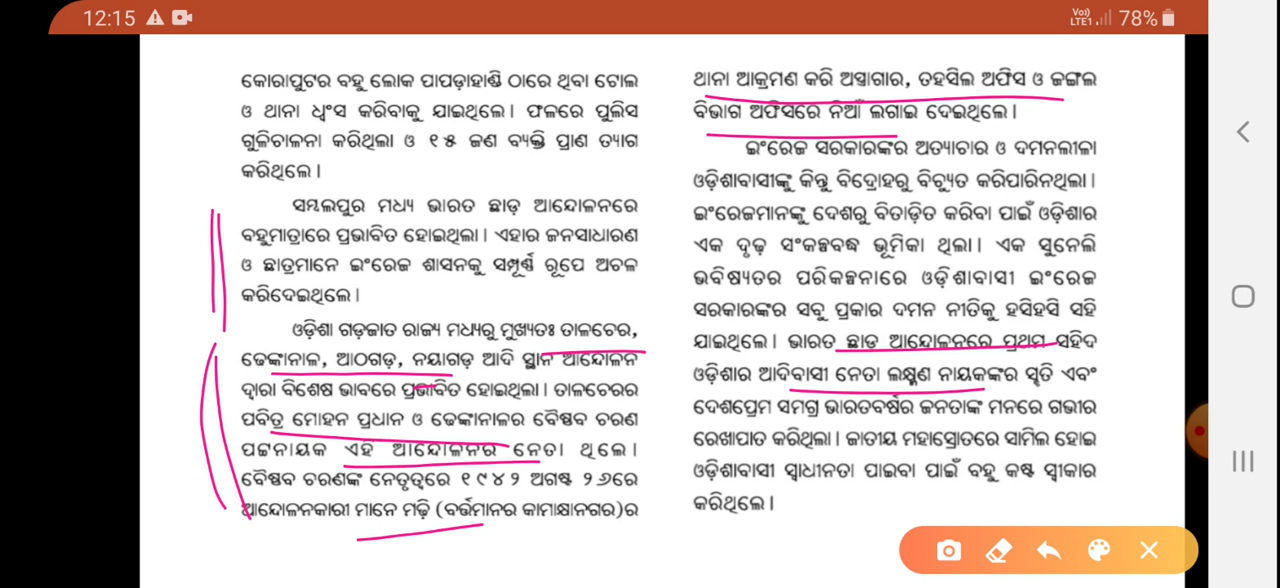 12:15
Vo))
LTE1
78%
କୋରାପୁଟର ବହୁ ଲୋକ ପାପଡ଼ାହାଣ୍ଡି ଠାରେ ଥିବା ଟୋଲ
ଓ ଥାନା ଧ୍ୱଂସ କରିବାକୁ ଯାଇଥିଲେ। ଫଳରେ ପୁଲିସ
ଗୁଳିଚାଳନା କରିଥିଲା ଓ ୧୫ ଜଣ ବ୍ୟକ୍ତି ପ୍ରାଣ ତ୍ୟାଗ
କରିଥିଲେ।
ସମ୍ଭଲପୁର ମଧ୍ୟ ଭାରତ ଛାଡ଼ ଆନ୍ଦୋଳନରେ
ବହୁମାତ୍ରାରେ ପ୍ରଭାବିତ ହୋଇଥିଲା। ଏହାର ଜନସାଧାରଣ
ଓ ଛାତ୍ରମାନେ ଇଂରେଜ ଶାସନକୁ ସମ୍ପୂର୍ଣ୍ଣ ରୂପେ ଅଚଳ
କରିଦେଇଥିଲେ।
ଓଡ଼ିଶା ଗଡ଼ଜାତ ରାଜ୍ୟ ମଧ୍ୟରୁ ମୁଖ୍ୟତଃ ତାଳଚେର,
ଢେଙ୍କାନାଳ, ଆଠଗଡ଼, ନୟାଗଡ଼ ଆଦି ସ୍ଥାନ ଆନ୍ଦୋଳନ
ଦ୍ୱାରା ବିଶେଷ ଭାବରେ ପ୍ରଭାବିତ ହୋଇଥିଲା। ତାଳଚେରର
ପବିତ୍ର ମୋହନ ପ୍ରଧାନ ଓ ଢେଙ୍କାନାଳର ବୈଷ୍ଣବ ଚରଣ
ପଟ୍ଟନାୟକ ଏହି ଆନ୍ଦୋଳନର ନେତା ଥିଲେ।
ବୈଷ୍ଣବ ଚରଣଙ୍କ ନେତୃତ୍ୱରେ ୧୯୪୨ ଅଗଷ୍ଟ ୨୬ରେ
ଆନ୍ଦୋଳନକାରୀ ମାନେ ମଢ଼ି (ବର୍ତ୍ତମାନର କାମାକ୍ଷାନଗର)ର
ଥାନା ଆକ୍ରମଣ କରି ଅସ୍ତ୍ରାଗାର, ତହସିଲ ଅଫିସ ଓ ଜଙ୍ଗଲ
ବିଭାଗ ଅଫିସରେ ନିଆଁ ଲଗାଇ ଦେଇଥିଲେ।
ଇଂରେଜ ସରକାରଙ୍କର ଅତ୍ୟାଚାର ଓ ଦମନଲୀଳା
ଓଡ଼ିଶାବାସୀଙ୍କୁ କିନ୍ତୁ ବିଦ୍ରୋହରୁ ବିଚ୍ୟୁତ କରିପାରିନଥିଲା।
ଇଂରେଜମାନଙ୍କୁ ଦେଶରୁ ବିତାଡ଼ିତ କରିବା ପାଇଁ ଓଡ଼ିଶାର
ଏକ ଦୃଢ଼ ସଂକଳ୍ପବଦ୍ଧ ଭୂମିକା ଥିଲା। ଏକ ସୁନେଲି
ଭବିଷ୍ୟତର ପରିକଳ୍ପନାରେ ଓଡ଼ିଶାବାସୀ ଇଂରେଜ
ସରକାରଙ୍କର ସବୁ ପ୍ରକାର ଦମନ ନୀତିକୁ ହସିହସି ସହି
ଯାଇଥିଲେ। ଭାରତ ଛାଡ ଆନ୍ଦୋଳନରେ ପ୍ରଥମ ସହିଦ
ଓଡ଼ିଶାର ଆଦିବାସୀ ନେତା ଲକ୍ଷ୍ମଣ ନାୟକଙ୍କର ସ୍ମୃତି ଏବଂ
ଦେଶପ୍ରେମ ସମଗ୍ର ଭାରତବର୍ଷର ଜନତାଙ୍କ ମନରେ ଗଭୀର
ରେଖାପାତ କରିଥିଲା। ଜାତୀୟ ମହାସ୍ରୋତରେ ସାମିଲ ହୋଇ
ଓଡ଼ିଶାବାସୀ ସ୍ୱାଧୀନତା ପାଇବା ପାଇଁ ବହୁ କଷ୍ଟ ସ୍ୱୀକାର
କରିଥିଲେ।